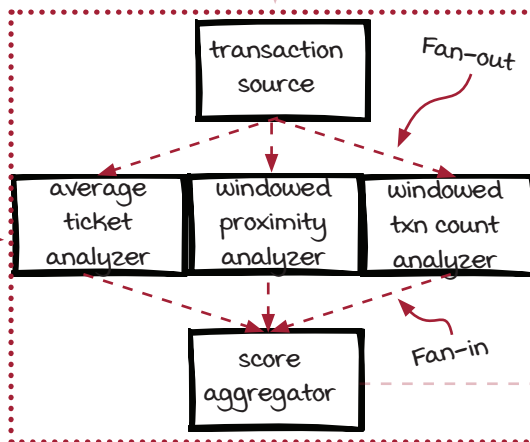 transaction
source
Fan-out
average
ticket
analyzer
windowed
proximity
analyzer
windowed
txn count
analyzer
Fan-in
score
aggregator